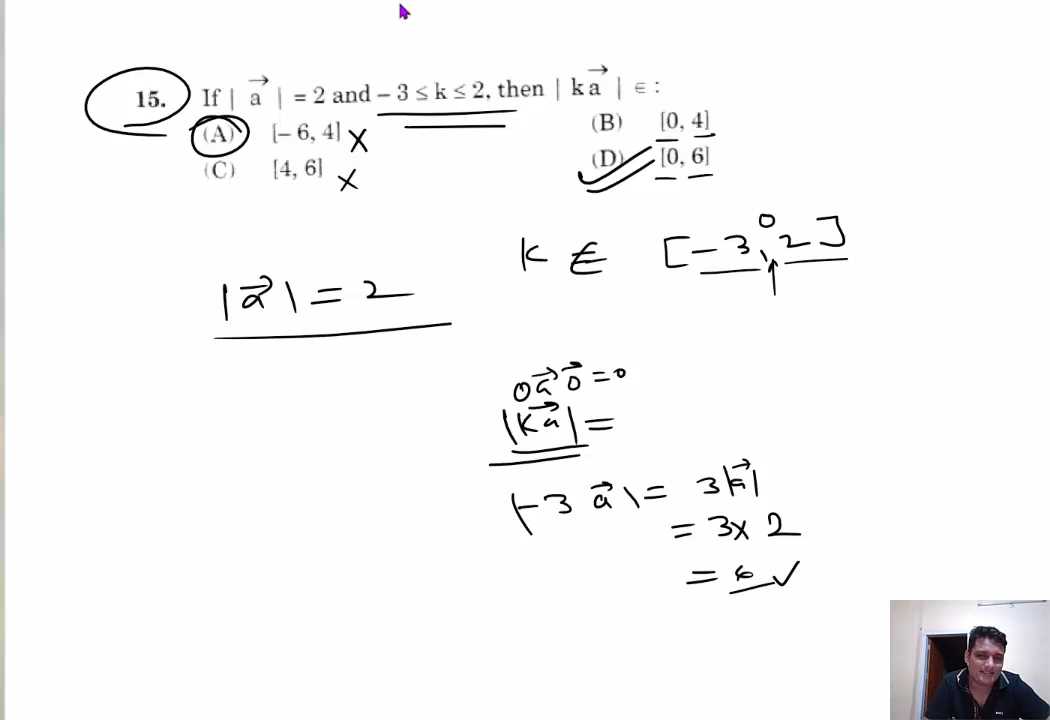 15. If | a⃗ | = 2 and – 3 ≤ k ≤ 2, then | k a⃗ | ∈ :
(A) [– 6, 4] × (B) [0, 4]
(C) [4, 6] × (D) [0, 6]
k ∈ [-3, 0 2]
|a⃗| = 2
0a⃗ 0⃗ = 0
|ka⃗| =
|-3 a⃗| = 3|a⃗|
= 3 × 2
= 6 ✓